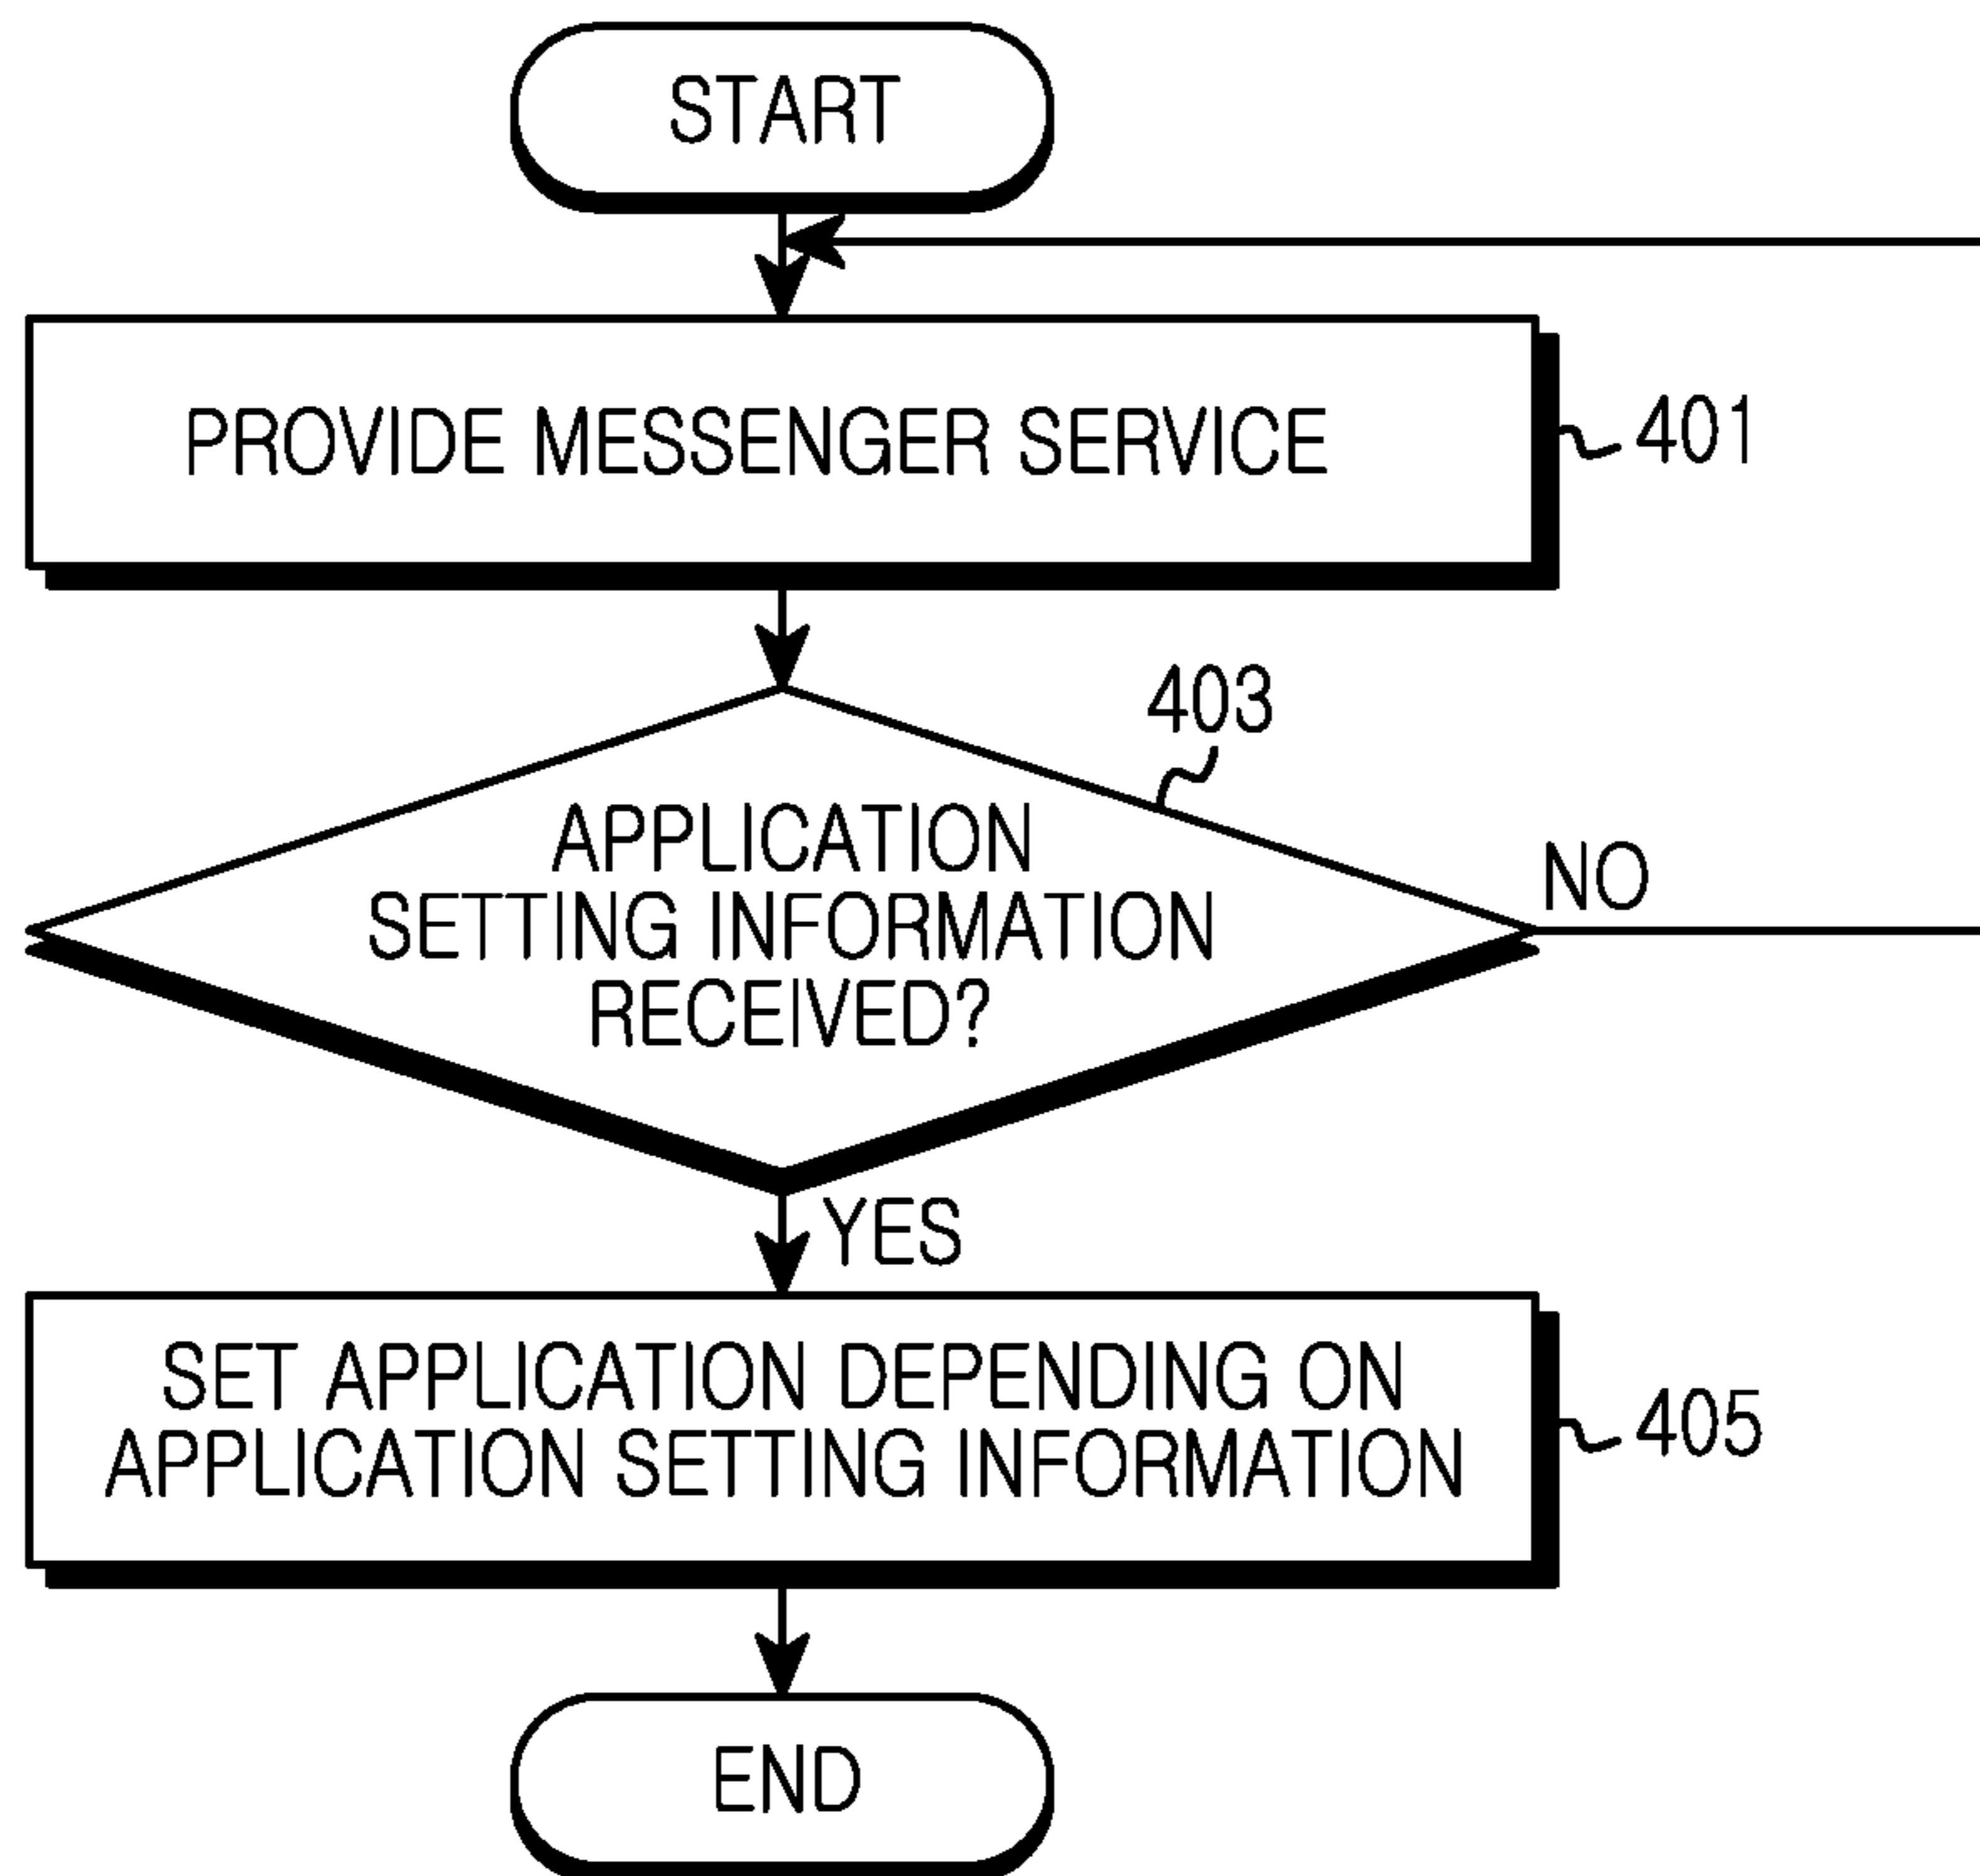 START
PROVIDE MESSENGER SERVICE
401
403
APPLICATION
SETTING INFORMATION
RECEIVED?
NO
YES
SET APPLICATION DEPENDING ON
APPLICATION SETTING INFORMATION
405
END